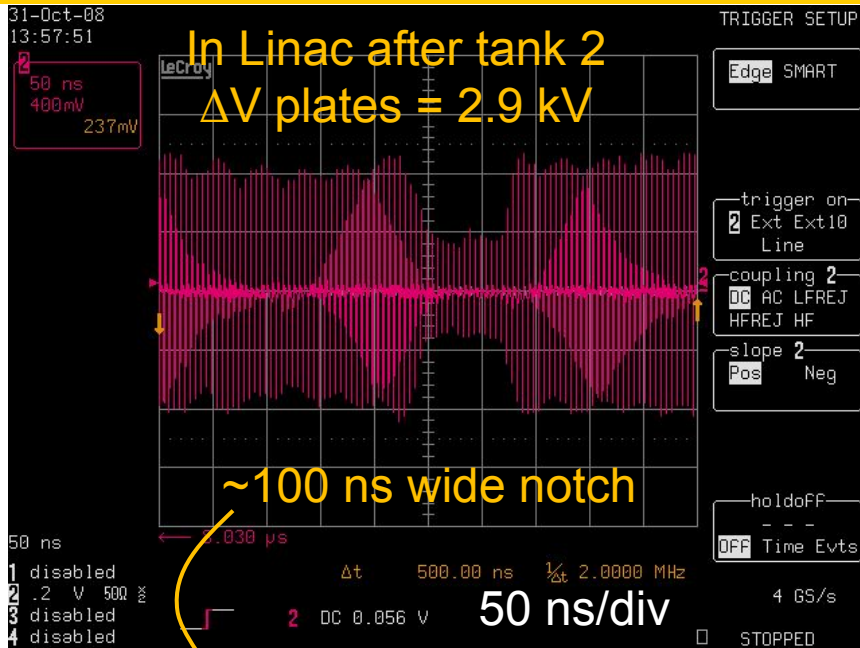 31-Oct-08
13:57:51
2
50 ns
400mV
237mV
LeCroy
In Linac after tank 2
ΔV plates = 2.9 kV
TRIGGER SETUP
Edge SMART
trigger on
2 Ext Ext10
Line
coupling 2
DC AC LFREJ
HFREJ HF
slope 2
Pos Neg
2
~100 ns wide notch
holdoff
- - -
OFF Time Evts
50 ns
.030 µs
1 disabled
2 .2 V 50Ω
3 disabled
4 disabled
Δt 500.00 ns 1/Δt 2.0000 MHz
2 DC 0.056 V
50 ns/div
4 GS/s
STOPPED